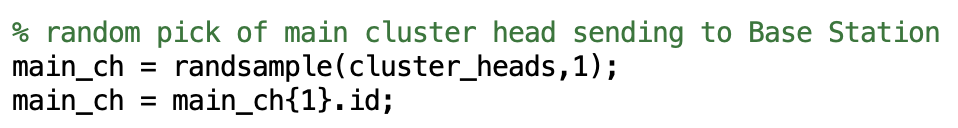 % random pick of main cluster head sending to Base Station
main_ch = randsample(cluster_heads,1);
main_ch = main_ch{1}.id;